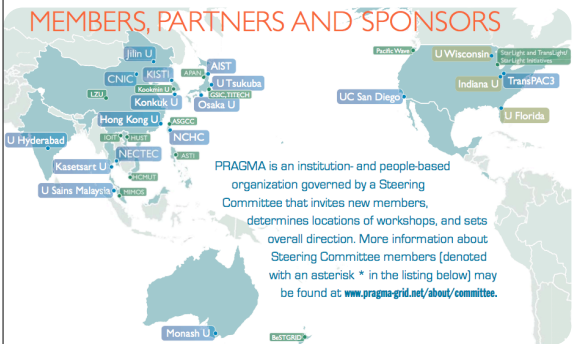 MEMBERS, PARTNERS AND SPONSORS
Jilin U
CNIC
KISTI
APAN
AIST
U Tsukuba
LZU
Kookmin U
GSIC, TITECH
Konkuk U
Osaka U
Hong Kong U
ASGCC
U Hyderabad
IOIT
HUST
NCHC
NECTEC
ASTI
Kasetsart U
HCMUT
U Sains Malaysia
MIMOS
Monash U
BeSTGRID
Pacific Wave
U Wisconsin
StarLight and TransLight/
StarLight Initiatives
Indiana U
TransPAC3
UC San Diego
U Florida
PRAGMA is an institution- and people-based
organization governed by a Steering
Committee that invites new members,
determines locations of workshops, and sets
overall direction. More information about
Steering Committee members (denoted
with an asterisk * in the listing below) may
be found at www.pragma-grid.net/about/committee.